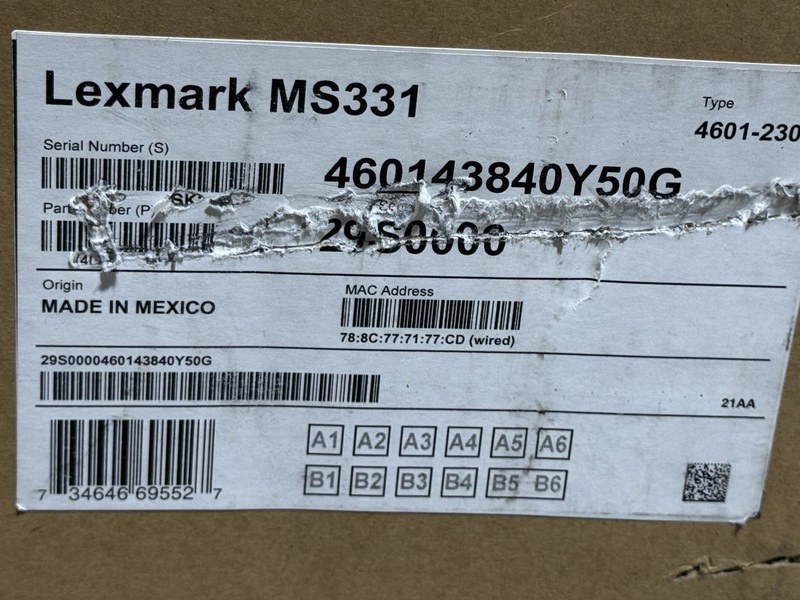 Lexmark MS331
Type
4601-230
Serial Number (S)
460143840Y50G
SK
29S0000
Origin
MADE IN MEXICO
MAC Address
78:8C:77:71:77:CD (wired)
29S0000460143840Y50G
21AA
A1 A2 A3 A4 A5 A6
B1 B2 B3 B4 B5 B6
7 34646 69552 7